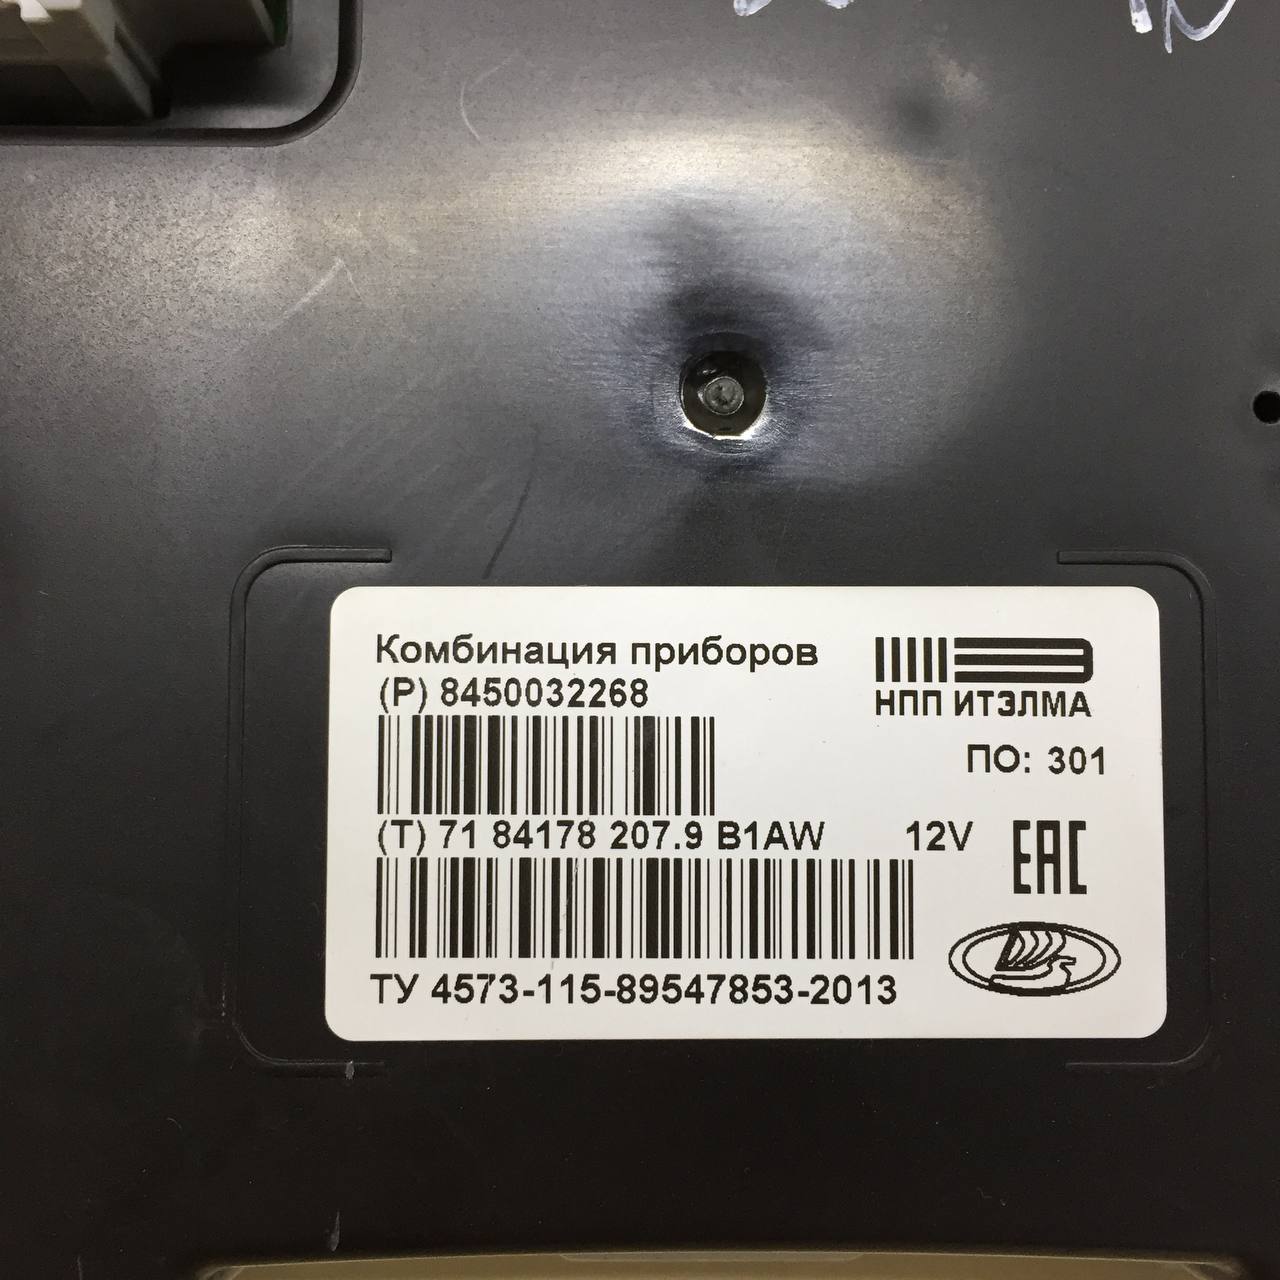 Комбинация приборов
(P) 8450032268
НПП ИТЭЛМА
ПО: 301
(T) 71 84178 207.9 B1AW 12V
EAC
ТУ 4573-115-89547853-2013